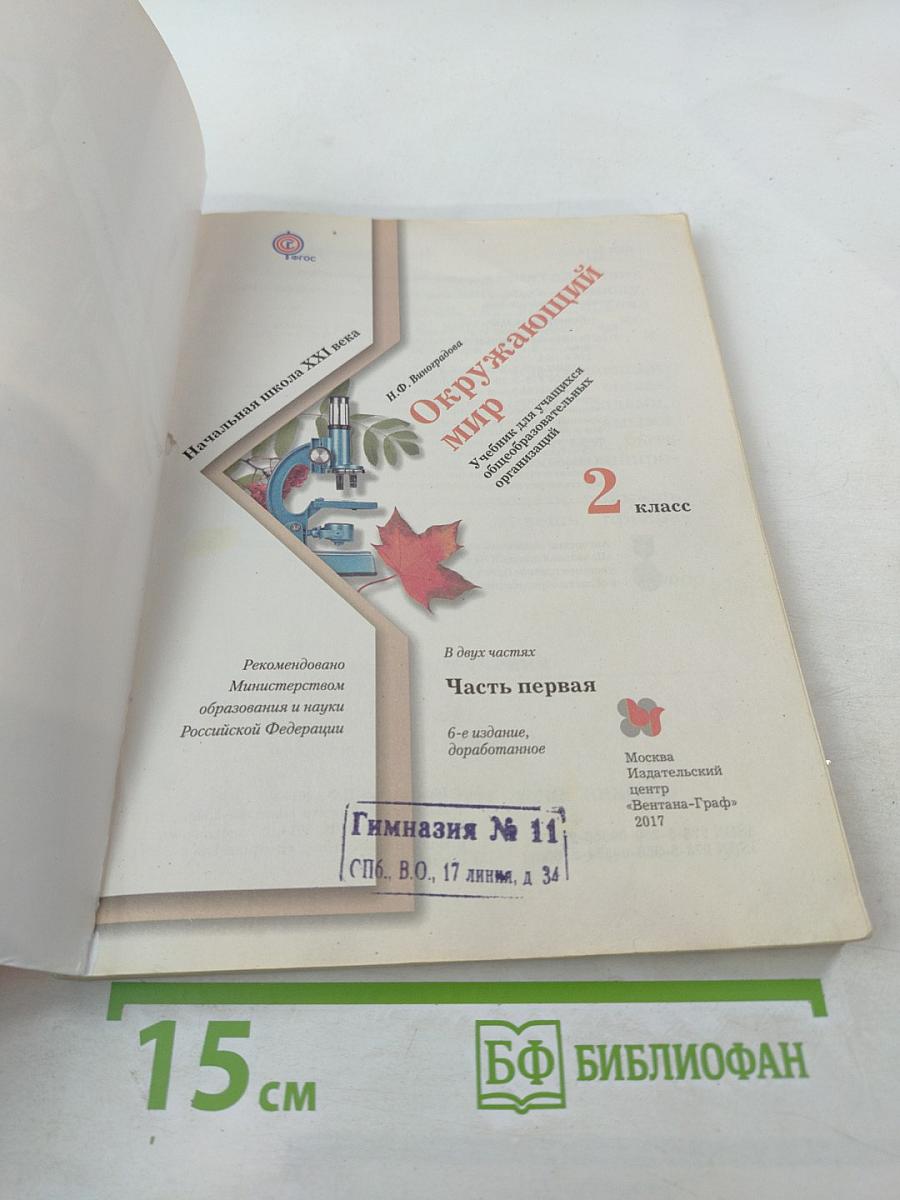 ФГОС
Начальная школа XXI века
Н.Ф. Виноградова
Окружающий
мир
Учебник для учащихся
общеобразовательных
организаций
2 класс
Рекомендовано
Министерством
образования и науки
Российской Федерации
В двух частях
Часть первая
6-е издание,
доработанное
Москва
Издательский
центр
«Вентана-Граф»
2017
Гимназия № 11
СПб., В.О., 17 линия, д 34
15 см
БФ БИБЛИОФАН